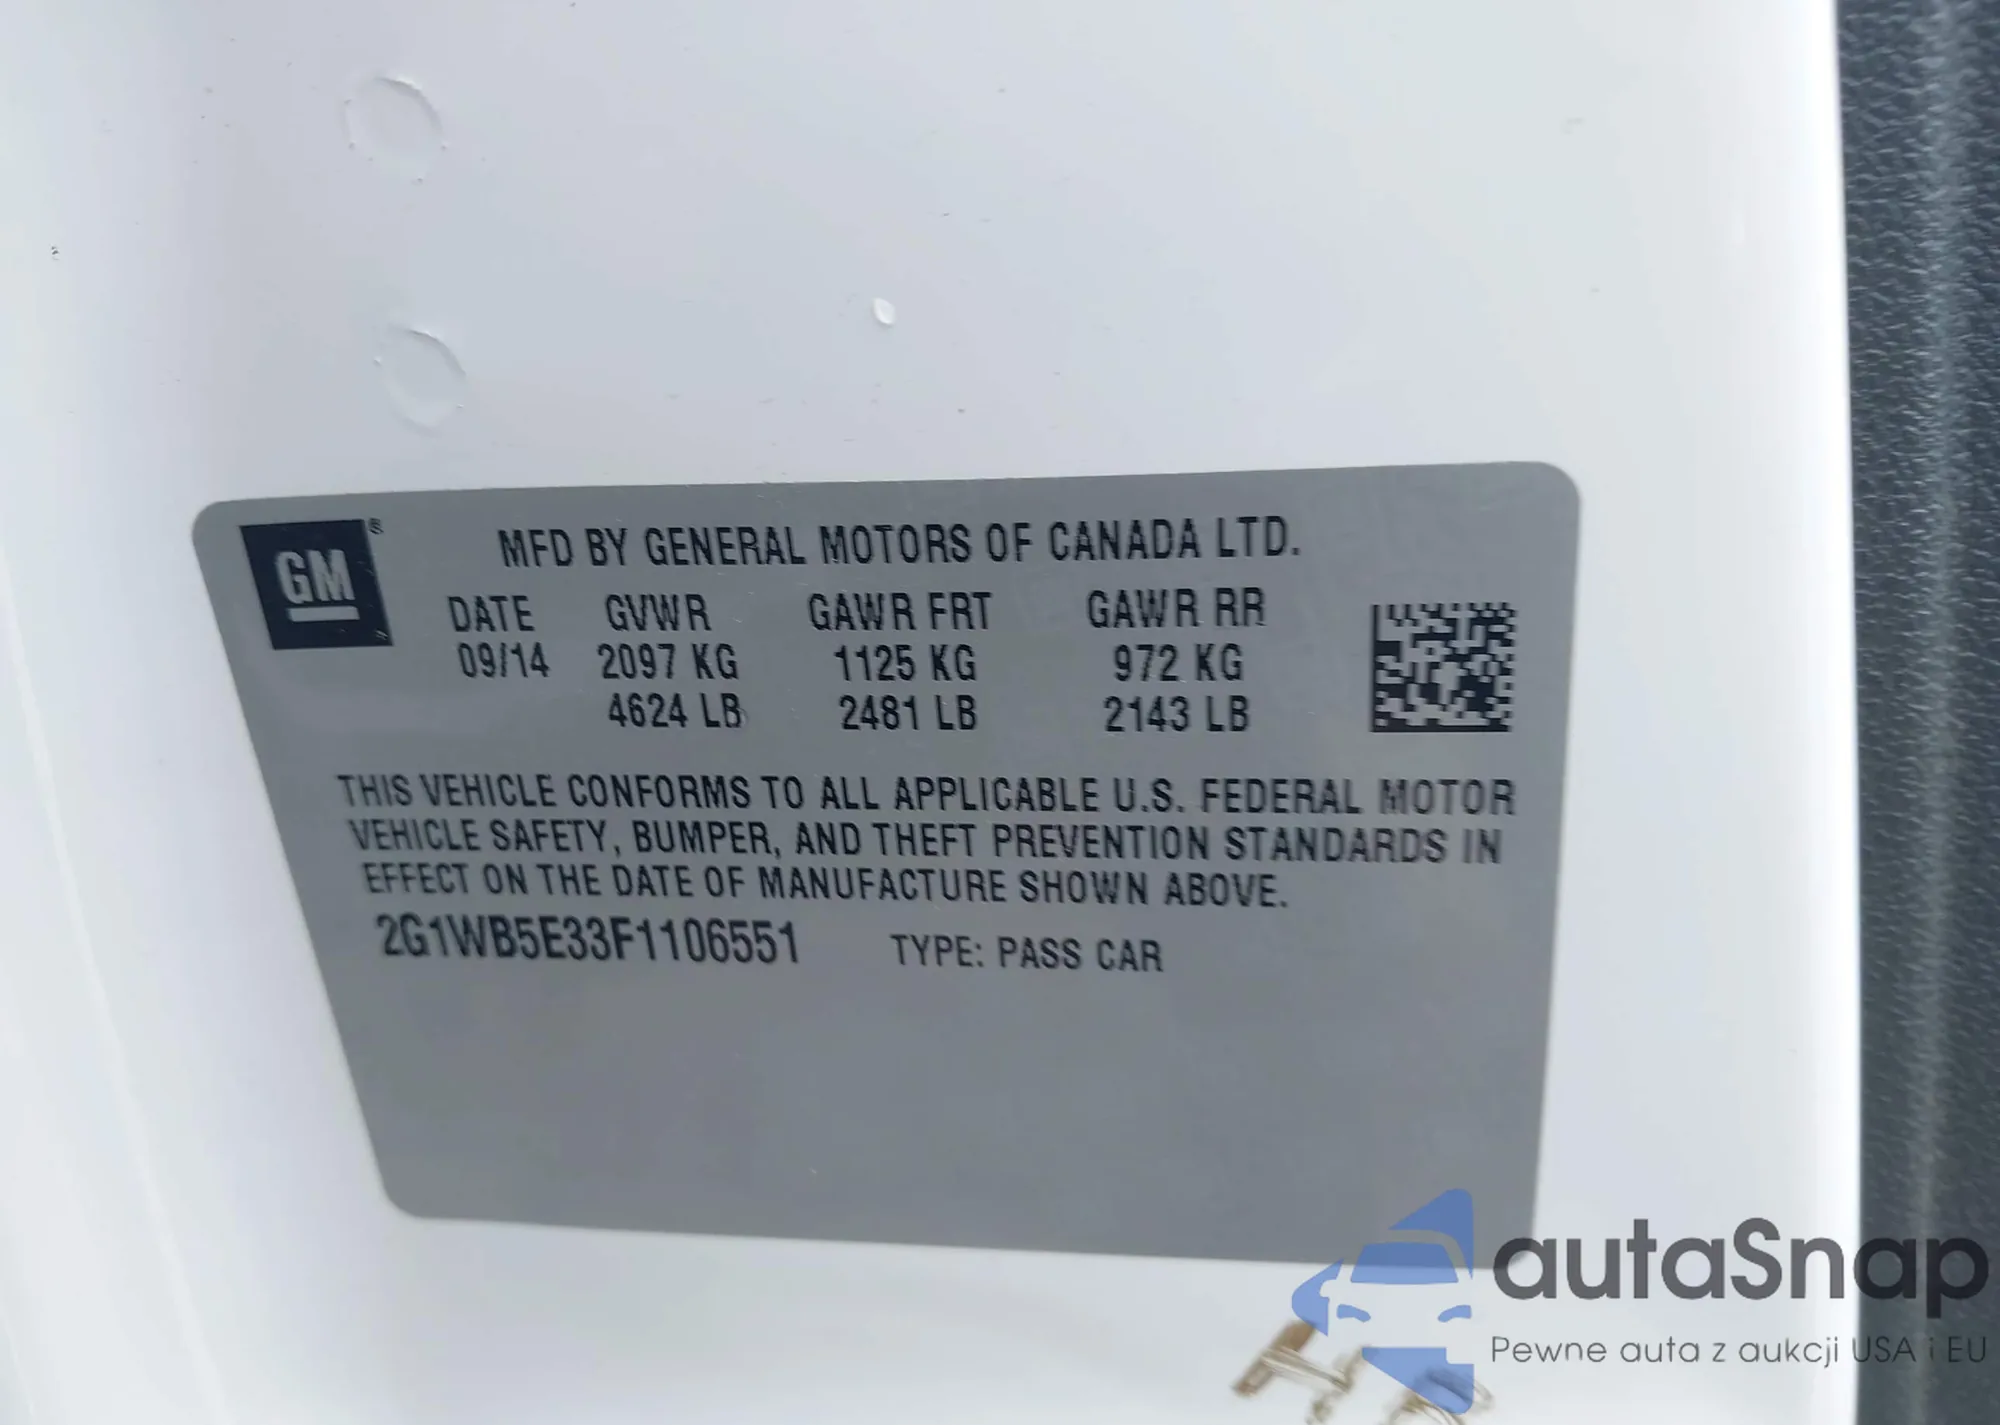 GM®
MFD BY GENERAL MOTORS OF CANADA LTD.
DATE GVWR GAWR FRT GAWR RR
09/14 2097 KG 1125 KG 972 KG
4624 LB 2481 LB 2143 LB
THIS VEHICLE CONFORMS TO ALL APPLICABLE U.S. FEDERAL MOTOR
VEHICLE SAFETY, BUMPER, AND THEFT PREVENTION STANDARDS IN
EFFECT ON THE DATE OF MANUFACTURE SHOWN ABOVE.
2G1WB5E33F1106551 TYPE: PASS CAR
autaSnap
Pewne auta z aukcji USA i EU